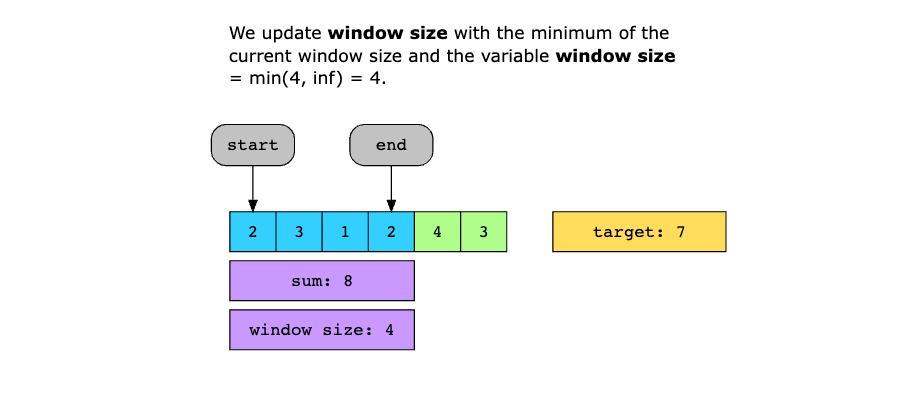 We update window size with the minimum of the
current window size and the variable window size
= min(4, inf) = 4.
start end
2 3 1 2 4 3 target: 7
sum: 8
window size: 4